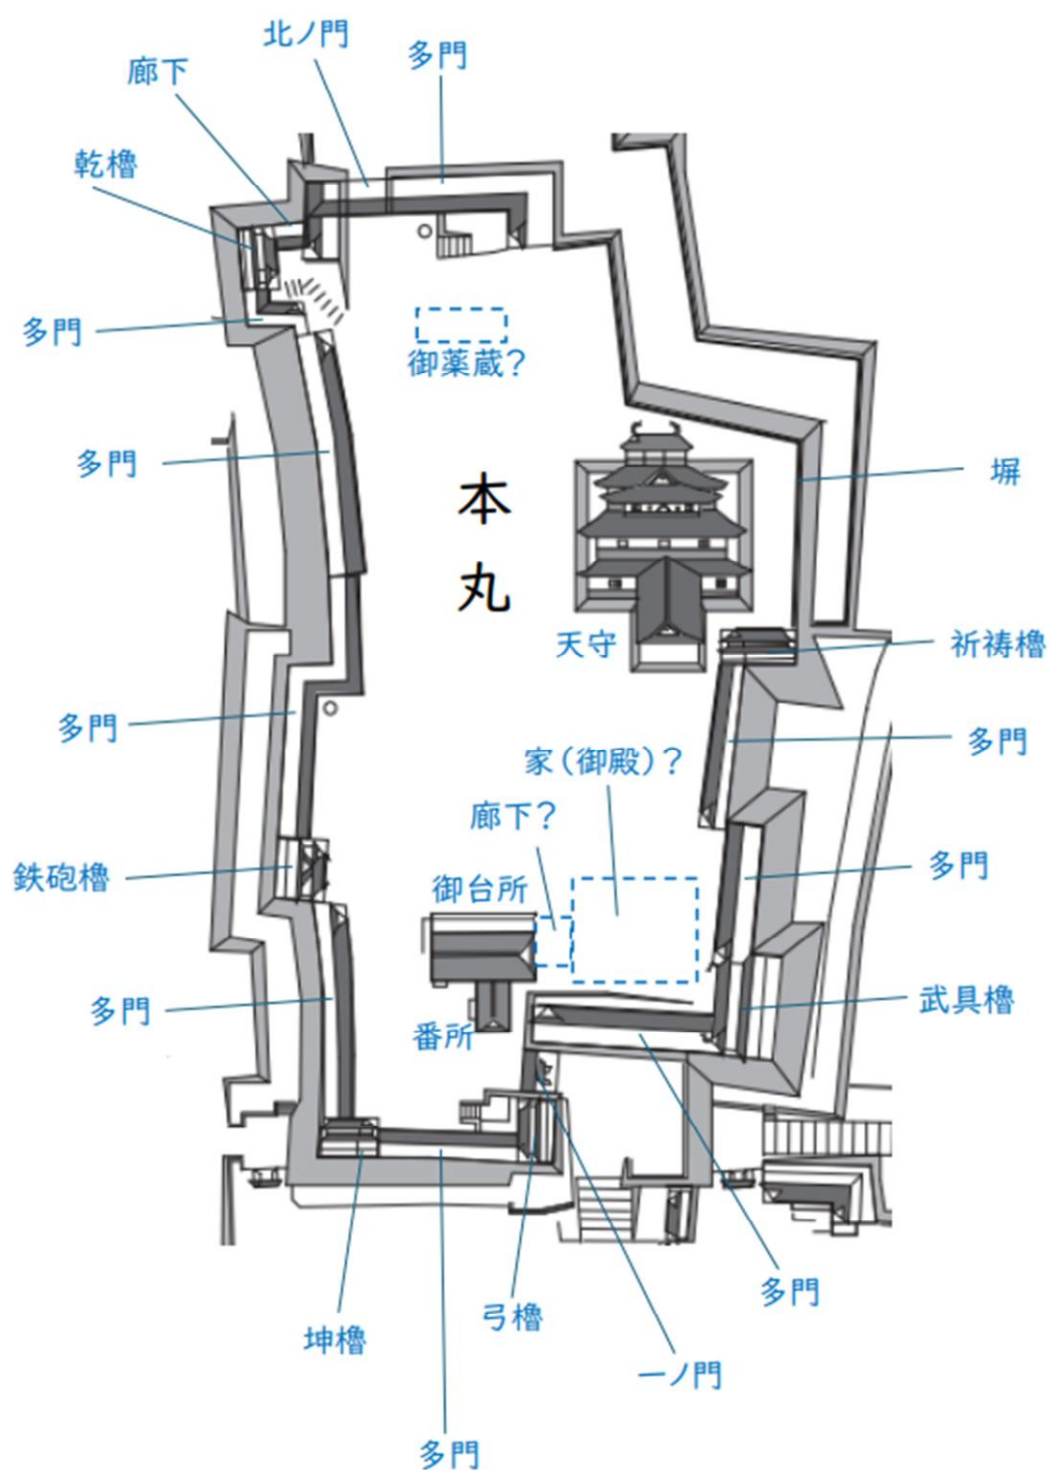 北ノ門
多門
廊下
乾櫓
多門
御薬蔵?
多門
本
丸
塀
天守
祈祷櫓
多門
多門
家(御殿)?
廊下?
鉄砲櫓
御台所
多門
多門
武具櫓
番所
多門
弓櫓
坤櫓
一ノ門
多門